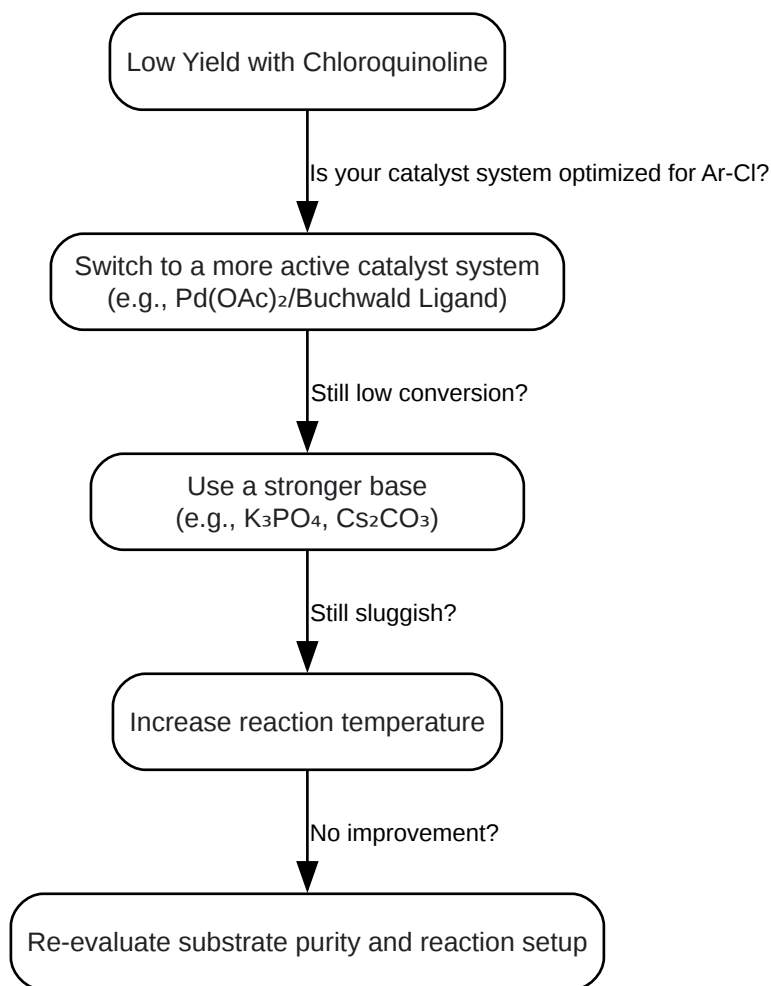 Low Yield with Chloroquinoline
Is your catalyst system optimized for Ar-Cl?
Switch to a more active catalyst system
(e.g., Pd(OAc)₂/Buchwald Ligand)
Still low conversion?
Use a stronger base
(e.g., K₃PO₄, Cs₂CO₃)
Still sluggish?
Increase reaction temperature
No improvement?
Re-evaluate substrate purity and reaction setup